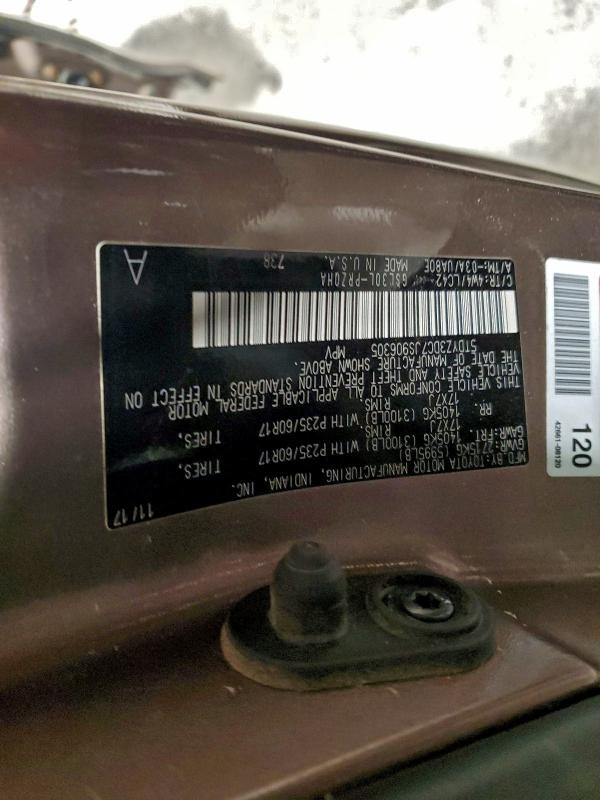 MFD BY:TOYOTA MOTOR MANUFACTURING, INDIANA, INC. 11/17
GVWR:2715KG (5995LB)
GAWR:FRT. 1405KG (3100LB) WITH P235/60R17 TIRES,
17X7J RIMS
RR. 1405KG (3100LB) WITH P235/60R17 TIRES,
17X7J RIMS
THIS VEHICLE CONFORMS TO ALL APPLICABLE FEDERAL MOTOR
VEHICLE SAFETY AND THEFT PREVENTION STANDARDS IN EFFECT ON
THE DATE OF MANUFACTURE SHOWN ABOVE.
5TDYZ3DC7JS906305 MPV
C/TR:4W4/LC42 GSL30L-PRZQHA 738
A/TM:-03A/UA80E MADE IN U.S.A.
A
120
42661-08120